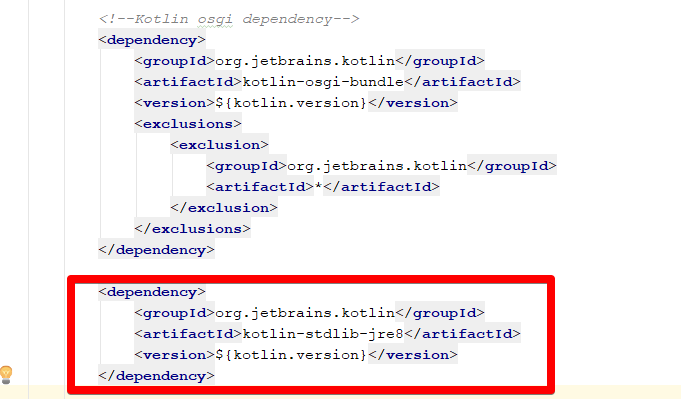 <!--Kotlin osgi dependency-->
<dependency>
<groupId>org.jetbrains.kotlin</groupId>
<artifactId>kotlin-osgi-bundle</artifactId>
<version>${kotlin.version}</version>
<exclusions>
<exclusion>
<groupId>org.jetbrains.kotlin</groupId>
<artifactId>*</artifactId>
</exclusion>
</exclusions>
</dependency>
<dependency>
<groupId>org.jetbrains.kotlin</groupId>
<artifactId>kotlin-stdlib-jre8</artifactId>
<version>${kotlin.version}</version>
</dependency>